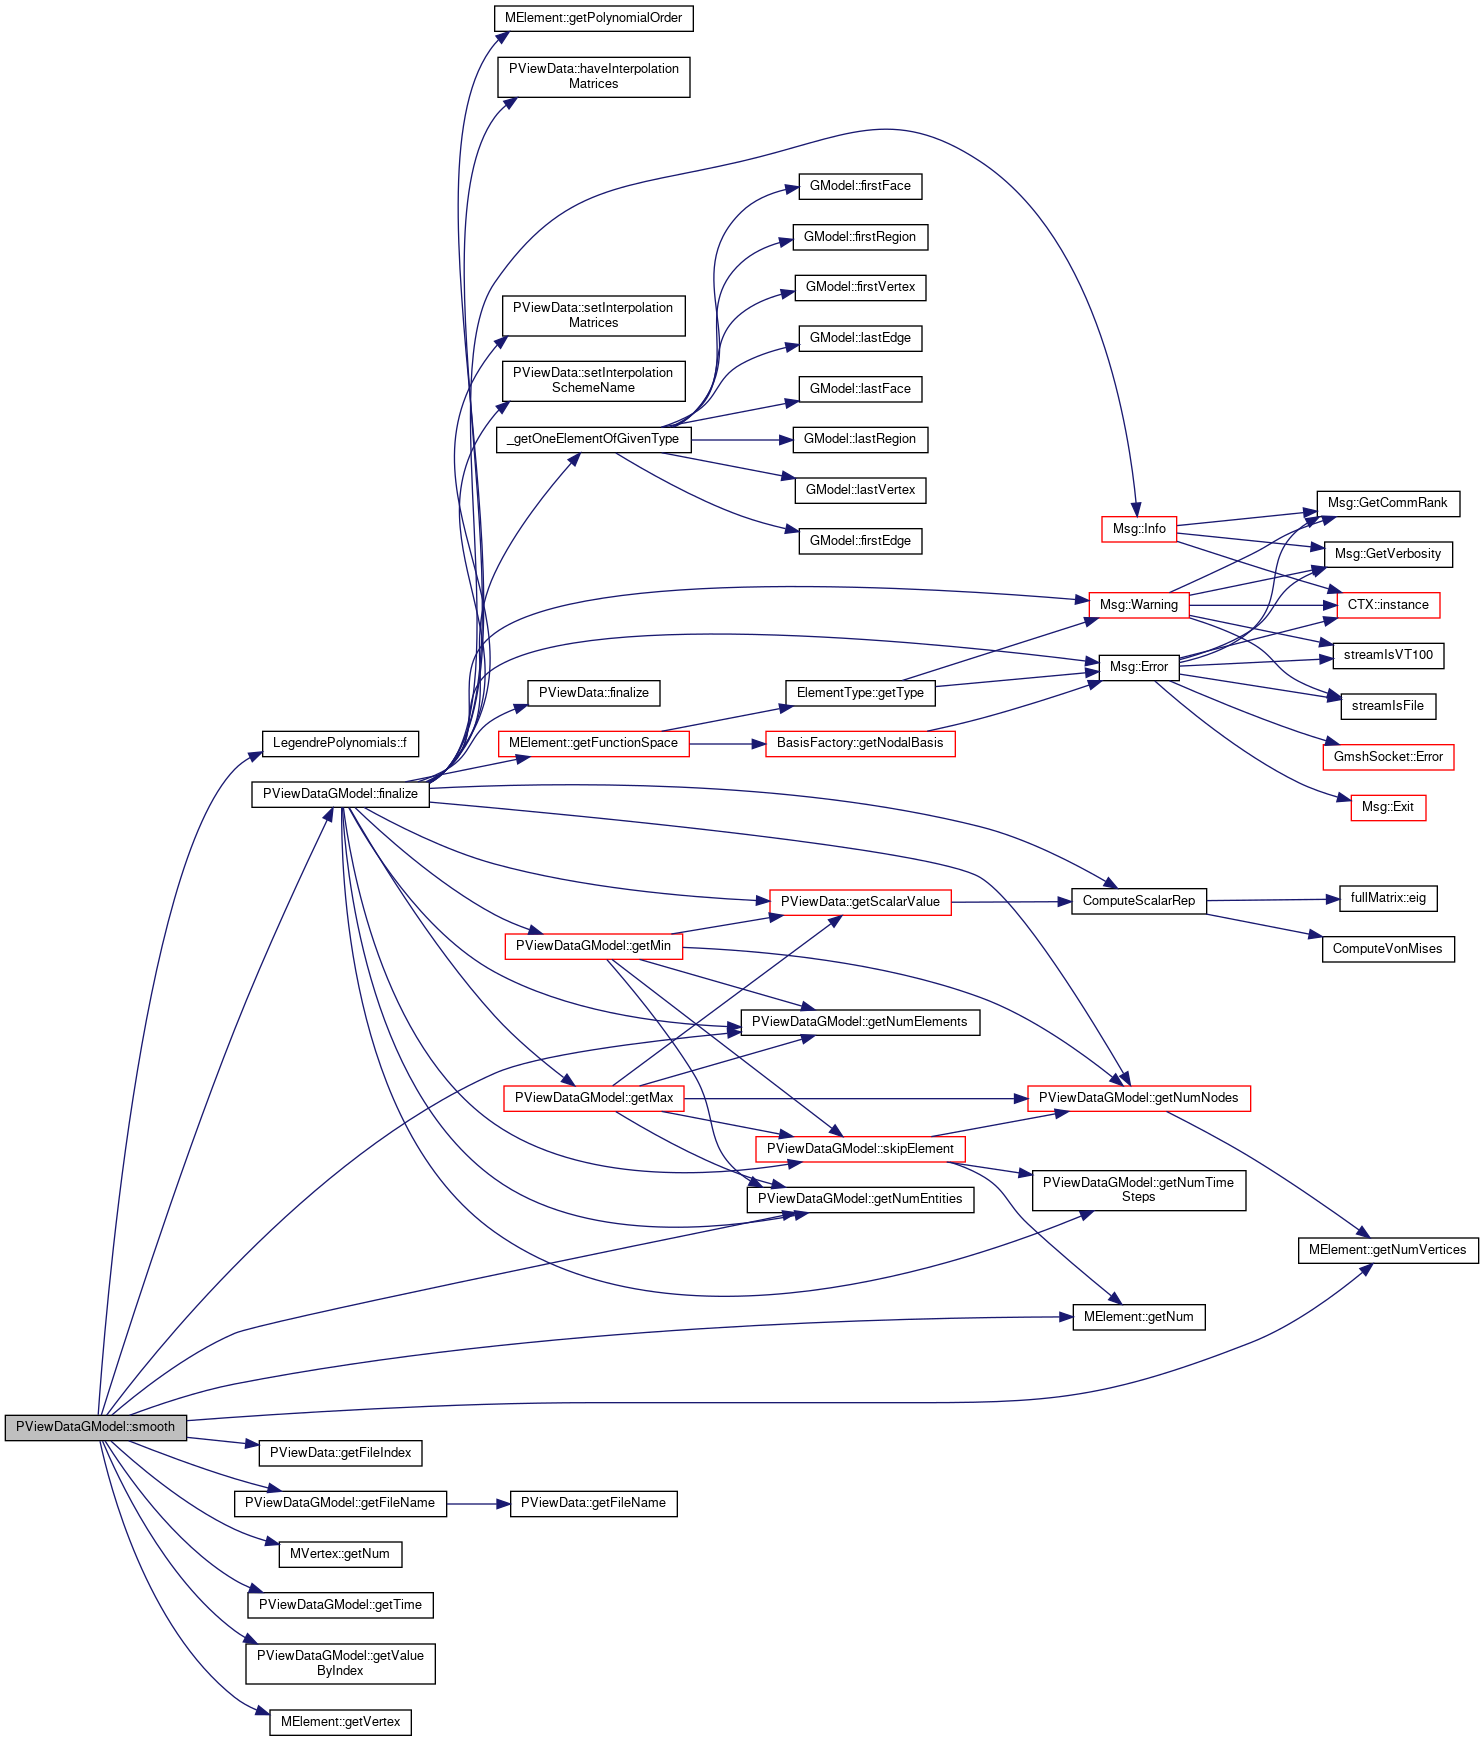 MElement::getPolynomialOrder
PViewData::haveInterpolation
Matrices
GModel::firstFace
GModel::firstRegion
GModel::firstVertex
PViewData::setInterpolation
Matrices
GModel::lastEdge
PViewData::setInterpolation
SchemeName
GModel::lastFace
_getOneElementOfGivenType
GModel::lastRegion
GModel::lastVertex
Msg::GetCommRank
Msg::Info
GModel::firstEdge
Msg::GetVerbosity
Msg::Warning
CTX::instance
streamIsVT100
Msg::Error
PViewData::finalize
ElementType::getType
streamIsFile
LegendrePolynomials::f
MElement::getFunctionSpace
BasisFactory::getNodalBasis
GmshSocket::Error
PViewDataGModel::finalize
Msg::Exit
PViewData::getScalarValue
ComputeScalarRep
fullMatrix::eig
PViewDataGModel::getMin
ComputeVonMises
PViewDataGModel::getNumElements
PViewDataGModel::getMax
PViewDataGModel::getNumNodes
PViewDataGModel::skipElement
PViewDataGModel::getNumTime
Steps
PViewDataGModel::getNumEntities
MElement::getNumVertices
MElement::getNum
PViewDataGModel::smooth
PViewData::getFileIndex
PViewDataGModel::getFileName
PViewData::getFileName
MVertex::getNum
PViewDataGModel::getTime
PViewDataGModel::getValue
ByIndex
MElement::getVertex